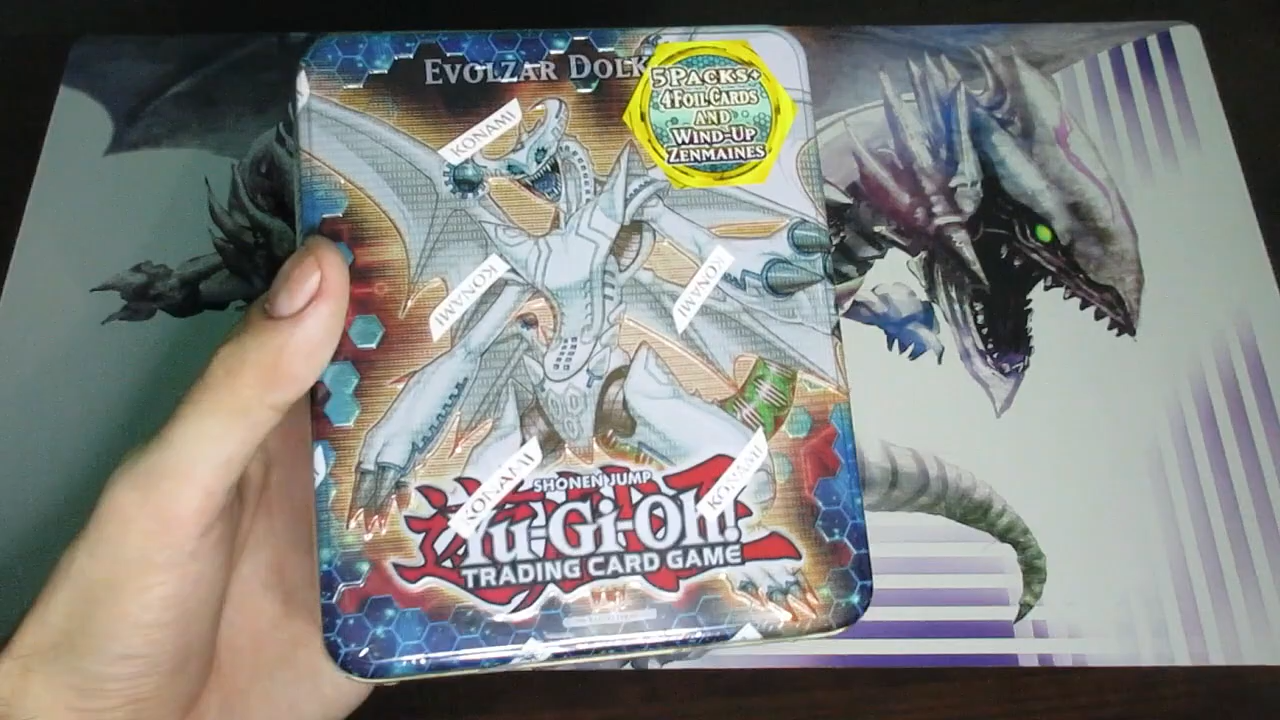 EVOLZAR DOLK
5 PACKS+
4 FOIL CARDS
AND
WIND-UP
ZENMAINES
KONAMI
KONAMI
KONAMI
KONAMI
KONAMI
SHONEN JUMP
Yu-Gi-Oh!
TRADING CARD GAME